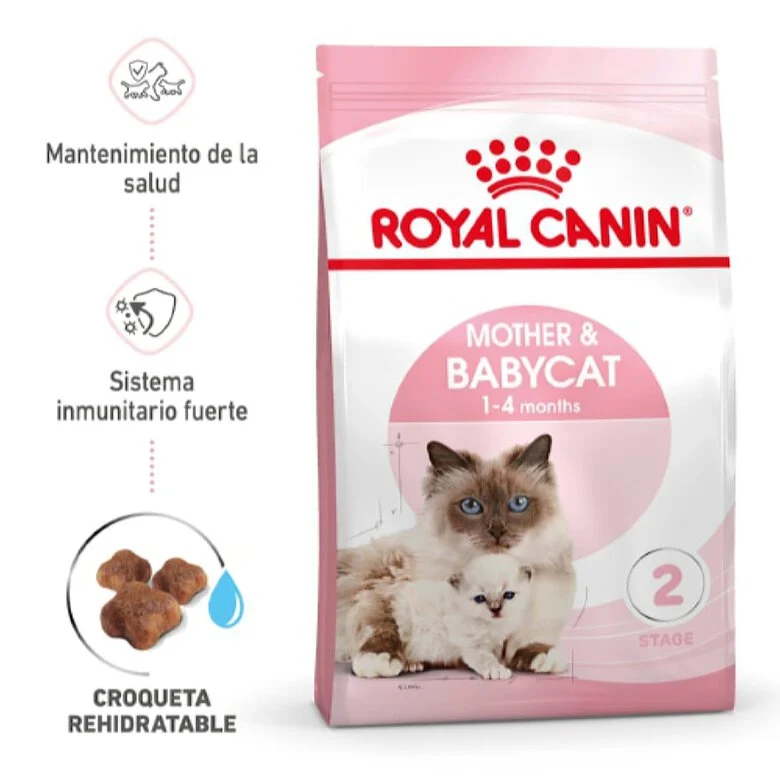 Mantenimiento de la
salud
Sistema
inmunitario fuerte
CROQUETA
REHIDRATABLE
ROYAL CANIN®
MOTHER &
BABYCAT
1-4 months
2
STAGE